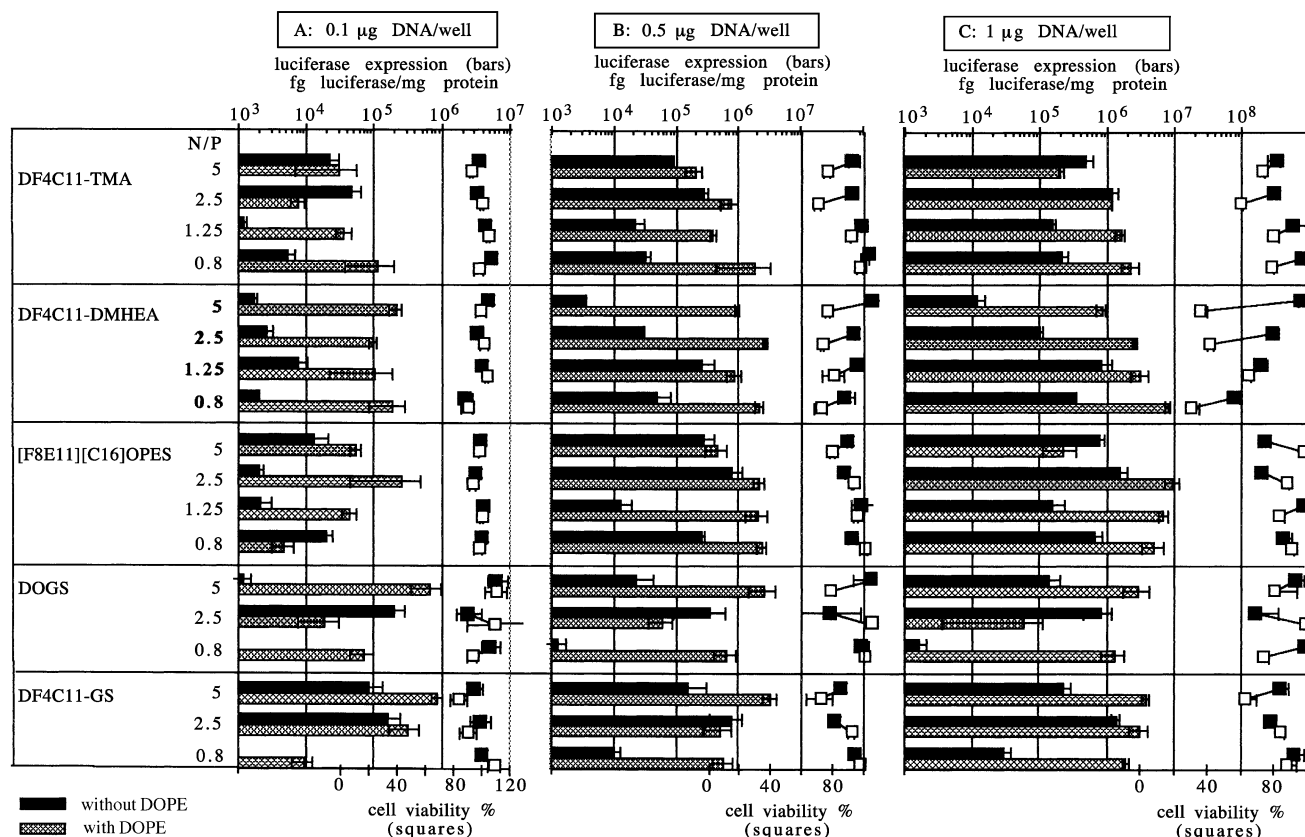 A: 0.1 µg DNA/well
B: 0.5 µg DNA/well
C: 1 µg DNA/well
luciferase expression (bars)
fg luciferase/mg protein
luciferase expression (bars)
fg luciferase/mg protein
luciferase expression (bars)
fg luciferase/mg protein
10³ 10⁴ 10⁵ 10⁶ 10⁷
10³ 10⁴ 10⁵ 10⁶ 10⁷
10³ 10⁴ 10⁵ 10⁶ 10⁷ 10⁸
N/P
DF4C11-TMA
5
2.5
1.25
0.8
DF4C11-DMHEA
5
2.5
1.25
0.8
[F8E11][C16]OPES
5
2.5
1.25
0.8
DOGS
5
2.5
0.8
DF4C11-GS
5
2.5
0.8
0 40 80 100 120
0 40 80
0 40 80
cell viability %
(squares)
cell viability %
(squares)
cell viability %
(squares)
without DOPE
with DOPE